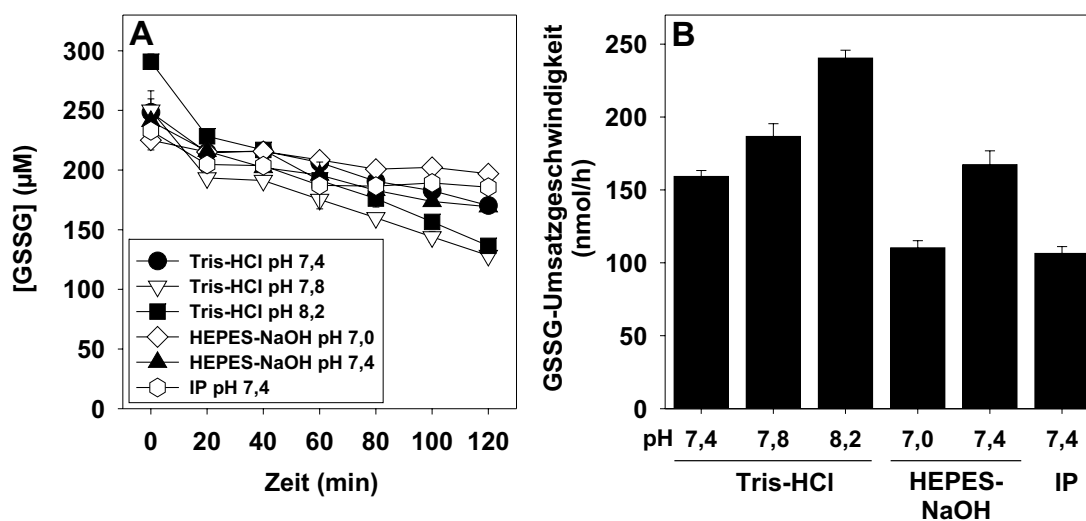 A
[GSSG] (µM)
300
250
200
150
100
50
0
Tris-HCl pH 7,4
Tris-HCl pH 7,8
Tris-HCl pH 8,2
HEPES-NaOH pH 7,0
HEPES-NaOH pH 7,4
IP pH 7,4
0 20 40 60 80 100 120
Zeit (min)
B
GSSG-Umsatzgeschwindigkeit
(nmol/h)
250
200
150
100
50
0
pH 7,4 7,8 8,2 7,0 7,4 7,4
Tris-HCl HEPES- IP
NaOH